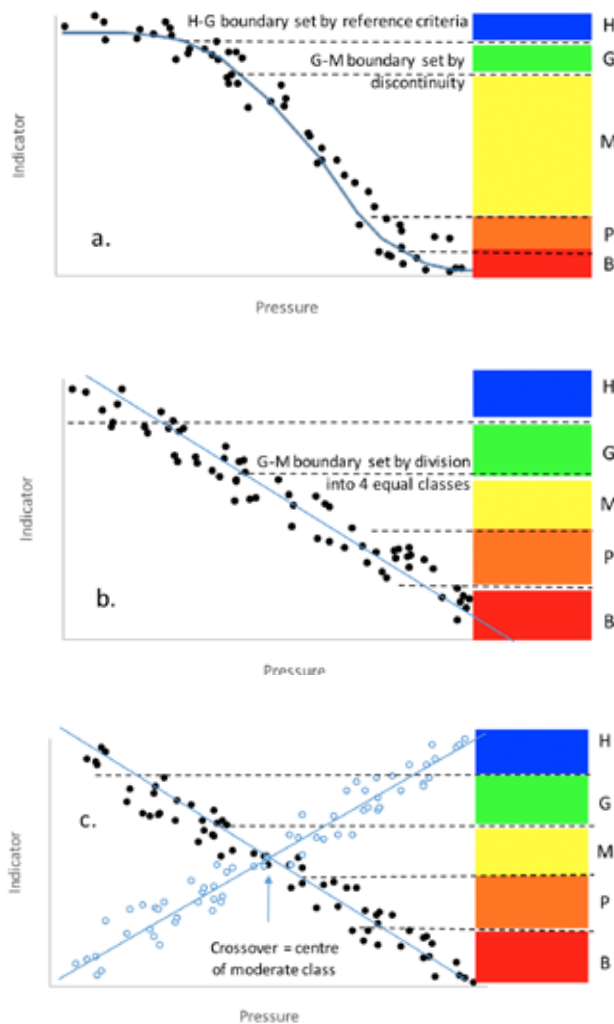 H-G boundary set by reference criteria
H
G-M boundary set by
discontinuity
G
M
Indicator
a.
P
B
Pressure
H
G
G-M boundary set by division
into 4 equal classes
M
Indicator
P
b.
B
Pressure
H
c.
G
M
Indicator
P
Crossover = centre
of moderate class
B
Pressure